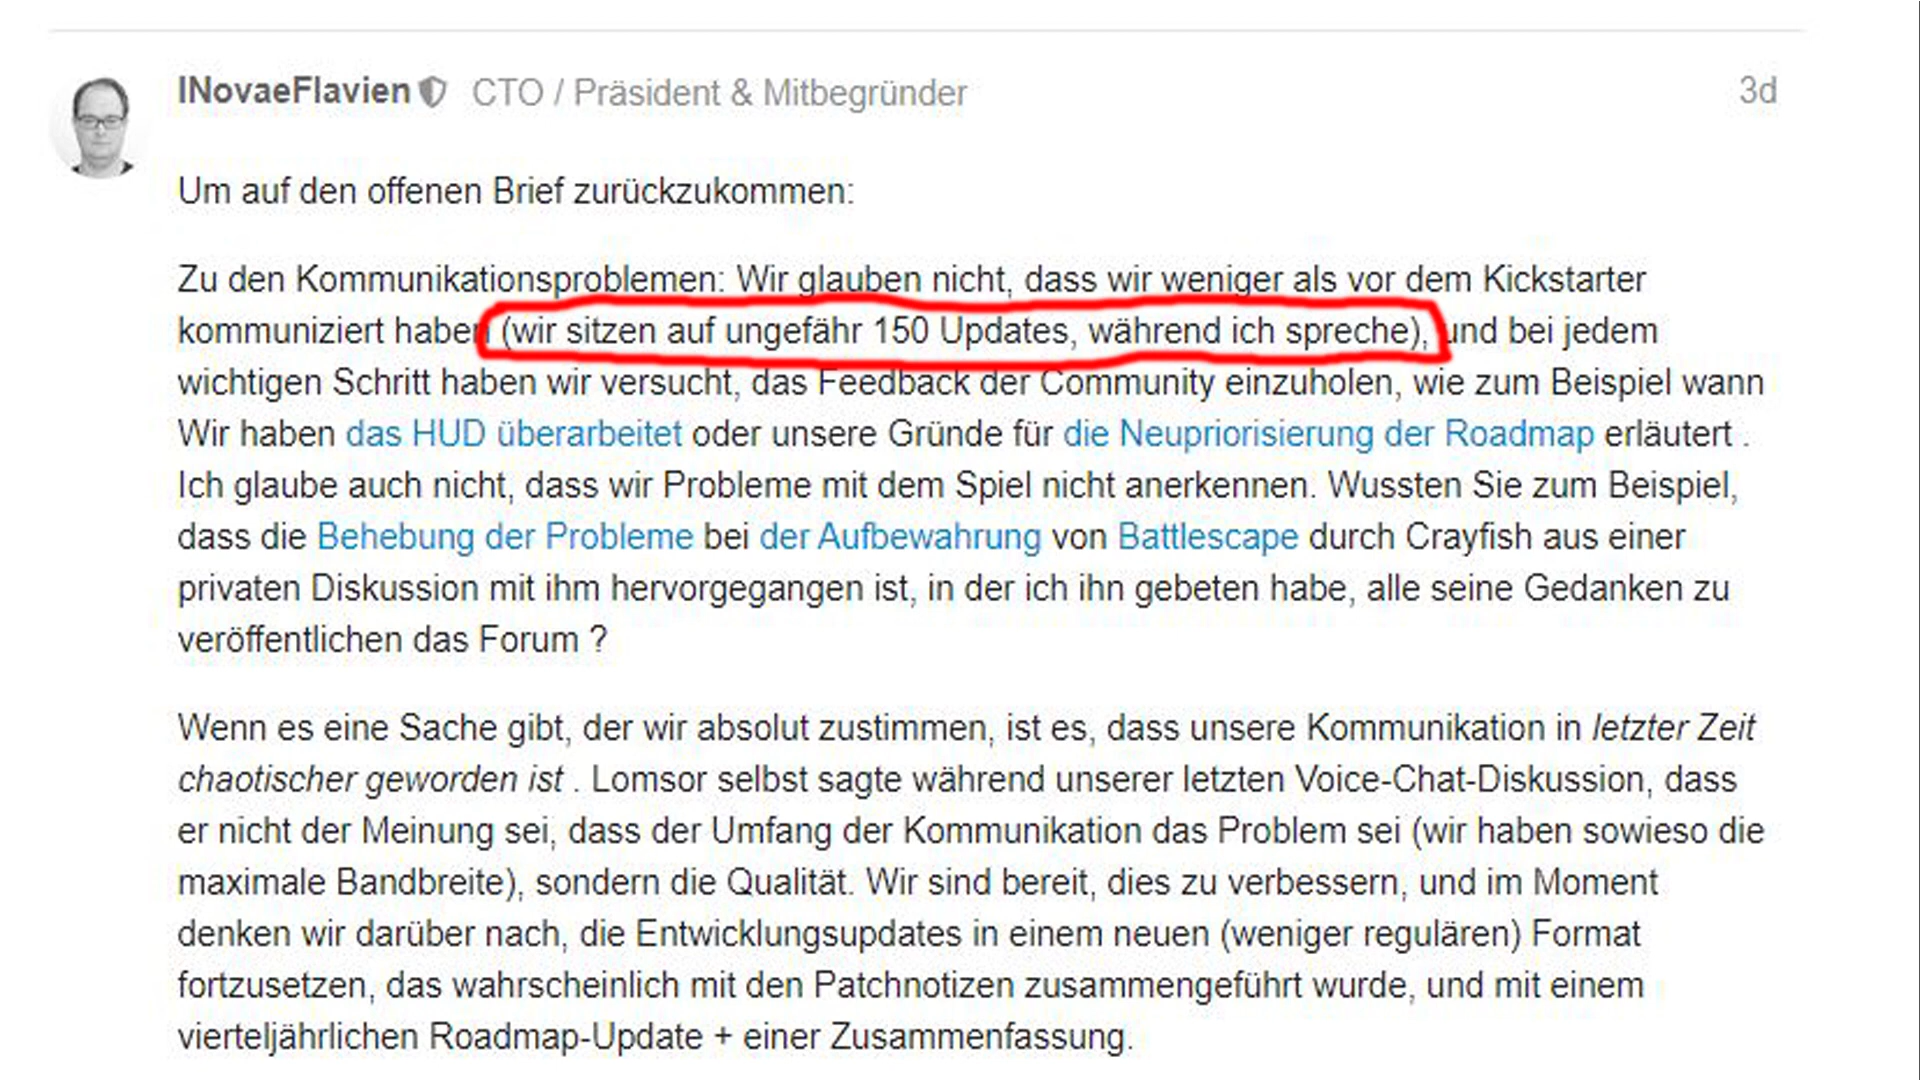 INovaeFlavien CTO / Präsident & Mitbegründer 3d
Um auf den offenen Brief zurückzukommen:
Zu den Kommunikationsproblemen: Wir glauben nicht, dass wir weniger als vor dem Kickstarter
kommuniziert haben (wir sitzen auf ungefähr 150 Updates, während ich spreche), und bei jedem
wichtigen Schritt haben wir versucht, das Feedback der Community einzuholen, wie zum Beispiel wann
Wir haben das HUD überarbeitet oder unsere Gründe für die Neupriorisierung der Roadmap erläutert .
Ich glaube auch nicht, dass wir Probleme mit dem Spiel nicht anerkennen. Wussten Sie zum Beispiel,
dass die Behebung der Probleme bei der Aufbewahrung von Battlescape durch Crayfish aus einer
privaten Diskussion mit ihm hervorgegangen ist, in der ich ihn gebeten habe, alle seine Gedanken zu
veröffentlichen das Forum ?
Wenn es eine Sache gibt, der wir absolut zustimmen, ist es, dass unsere Kommunikation in letzter Zeit
chaotischer geworden ist . Lomsor selbst sagte während unserer letzten Voice-Chat-Diskussion, dass
er nicht der Meinung sei, dass der Umfang der Kommunikation das Problem sei (wir haben sowieso die
maximale Bandbreite), sondern die Qualität. Wir sind bereit, dies zu verbessern, und im Moment
denken wir darüber nach, die Entwicklungsupdates in einem neuen (weniger regulären) Format
fortzusetzen, das wahrscheinlich mit den Patchnotizen zusammengeführt wurde, und mit einem
vierteljährlichen Roadmap-Update + einer Zusammenfassung.